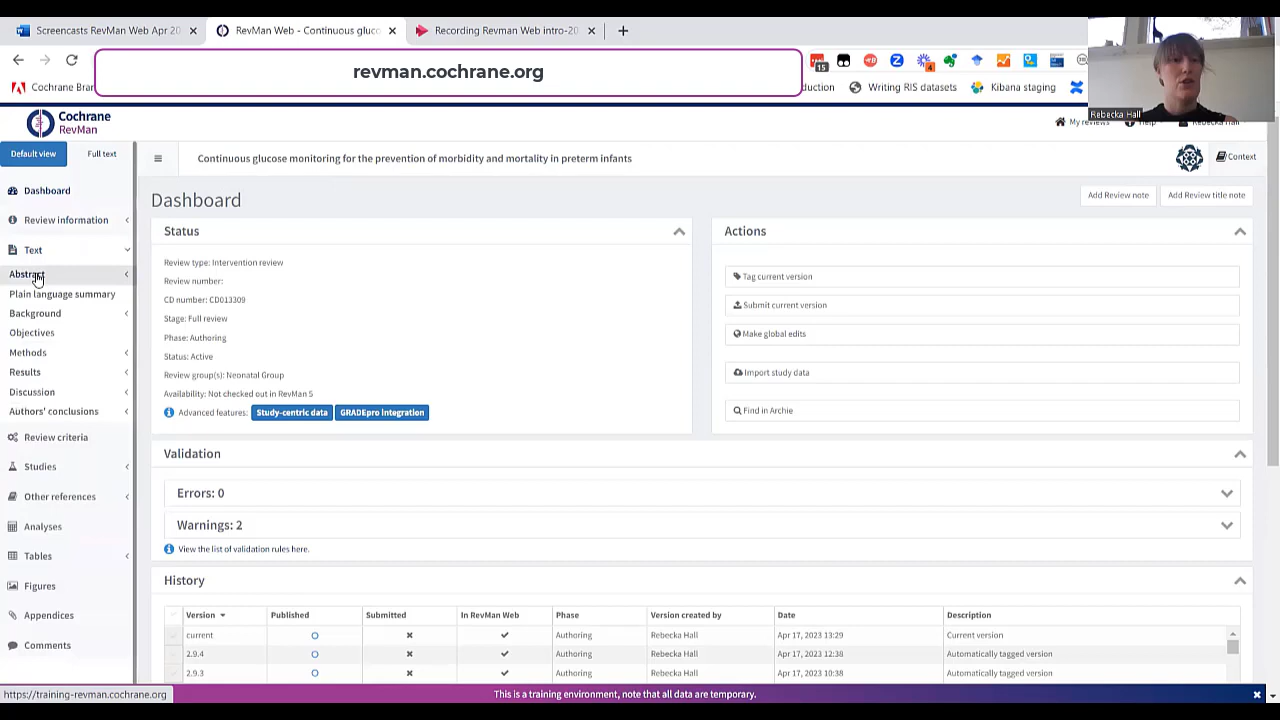 Screencasts RevMan Web Apr 20
RevMan Web - Continuous gluco
Recording Revman Web intro-20
revman.cochrane.org
15
4
Cochrane Bran
duction
Writing RIS datasets
Kibana staging
Rebecka Hall
Cochrane
RevMan
My reviews
Help
Rebecka Hall
Default view
Full text
Continuous glucose monitoring for the prevention of morbidity and mortality in preterm infants
Context
Dashboard
Review information
Text
Abstract
Plain language summary
Background
Objectives
Methods
Results
Discussion
Authors' conclusions
Review criteria
Studies
Other references
Analyses
Tables
Figures
Appendices
Comments
Dashboard
Add Review note
Add Review title note
Status
Review type: Intervention review
Review number:
CD number: CD013309
Stage: Full review
Phase: Authoring
Status: Active
Review group(s): Neonatal Group
Availability: Not checked out in RevMan 5
Advanced features: Study-centric data GRADEpro integration
Actions
Tag current version
Submit current version
Make global edits
Import study data
Find in Archie
Validation
Errors: 0
Warnings: 2
View the list of validation rules here.
History
Version Published Submitted In RevMan Web Phase Version created by Date Description
current Authoring Rebecka Hall Apr 17, 2023 13:29 Current version
2.9.4 Authoring Rebecka Hall Apr 17, 2023 12:38 Automatically tagged version
2.9.3 Authoring Rebecka Hall Apr 17, 2023 10:38 Automatically tagged version
https://training-revman.cochrane.org
This is a training environment, note that all data are temporary.